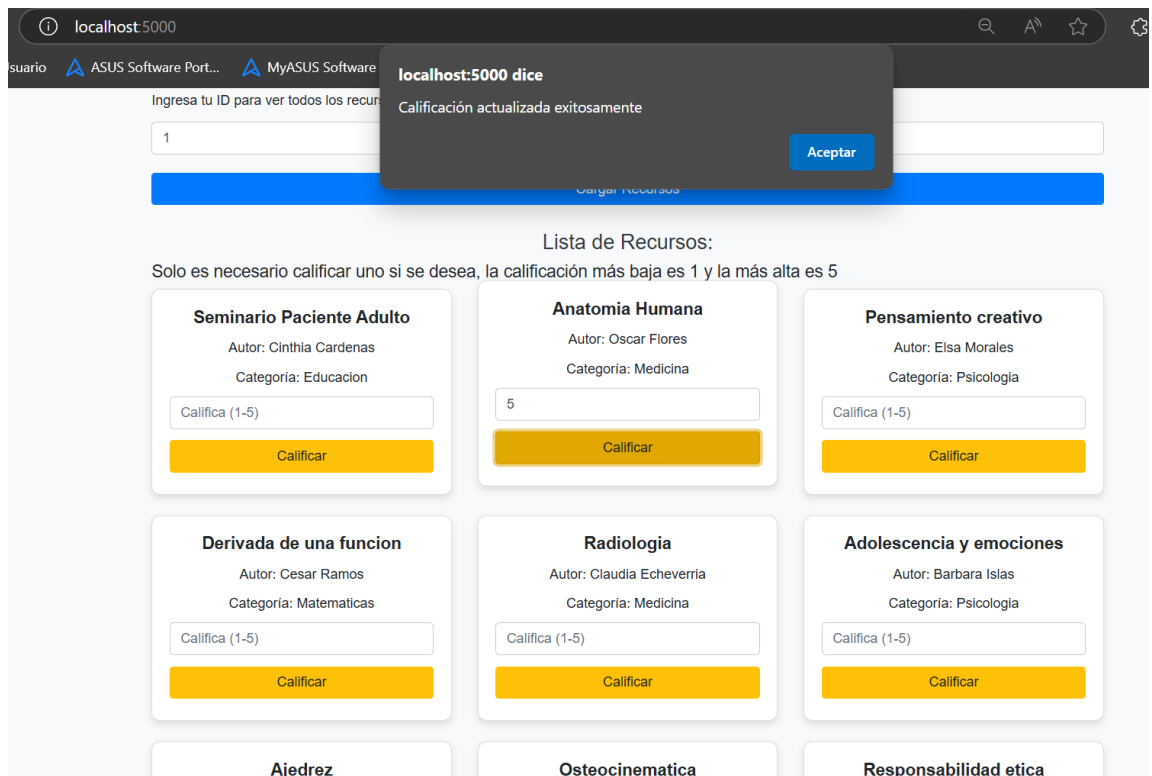 localhost:5000
suario ASUS Software Port... MyASUS Software
localhost:5000 dice
Calificación actualizada exitosamente
Aceptar
Ingresa tu ID para ver todos los recur
1
Cargar Recursos
Lista de Recursos:
Solo es necesario calificar uno si se desea, la calificación más baja es 1 y la más alta es 5
Seminario Paciente Adulto
Autor: Cinthia Cardenas
Categoría: Educacion
Califica (1-5)
Calificar
Anatomia Humana
Autor: Oscar Flores
Categoría: Medicina
5
Calificar
Pensamiento creativo
Autor: Elsa Morales
Categoría: Psicologia
Califica (1-5)
Calificar
Derivada de una funcion
Autor: Cesar Ramos
Categoría: Matematicas
Califica (1-5)
Calificar
Radiologia
Autor: Claudia Echeverria
Categoría: Medicina
Califica (1-5)
Calificar
Adolescencia y emociones
Autor: Barbara Islas
Categoría: Psicologia
Califica (1-5)
Calificar
Ajedrez
Osteocinematica
Responsabilidad etica